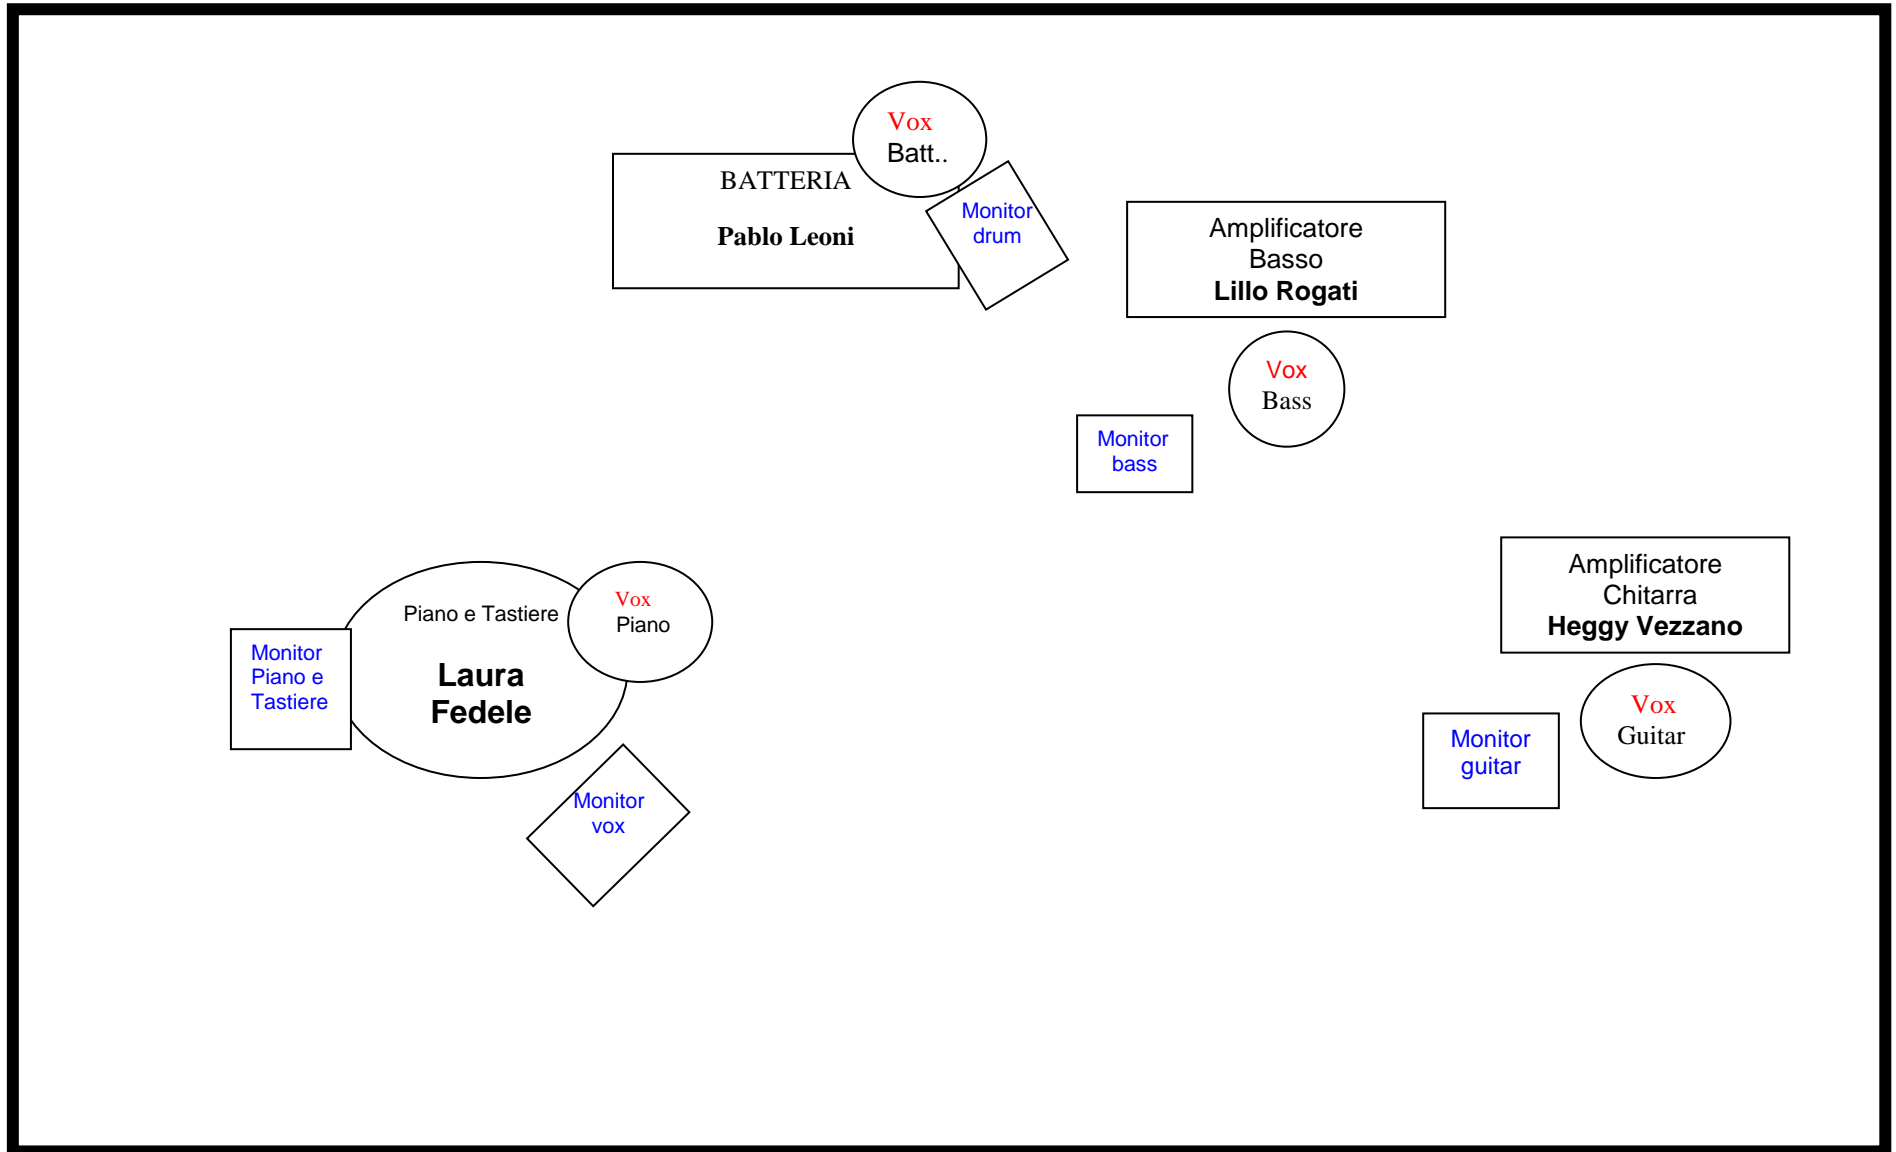 Vox
Batt..
BATTERIA
Pablo Leoni
Monitor
drum
Amplificatore
Basso
Lillo Rogati
Vox
Bass
Monitor
bass
Piano e Tastiere
Laura
Fedele
Vox
Piano
Monitor
Piano e
Tastiere
Monitor
vox
Amplificatore
Chitarra
Heggy Vezzano
Vox
Guitar
Monitor
guitar